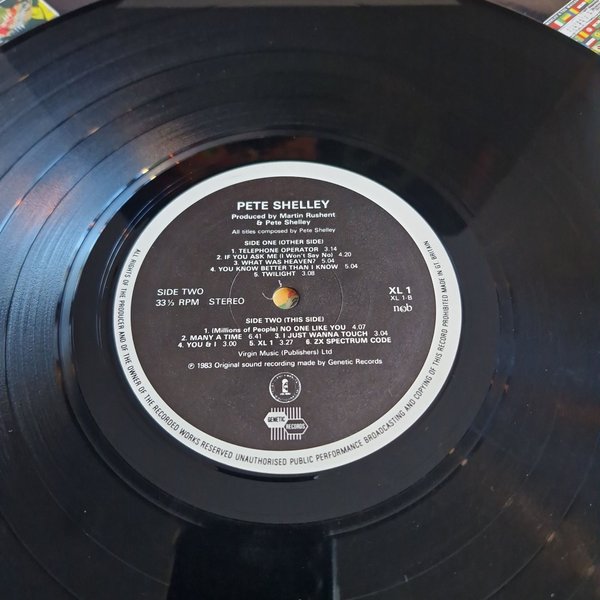 PETE SHELLEY
Produced by Martin Rushent
& Pete Shelley
All titles composed by Pete Shelley
SIDE ONE (OTHER SIDE)
1. TELEPHONE OPERATOR 3.14
2. IF YOU ASK ME (I Won't Say No) 4.20
3. WHAT WAS HEAVEN? 5.04
4. YOU KNOW BETTER THAN I KNOW 5.04
5. TWILIGHT 3.08
SIDE TWO
33⅓ RPM STEREO
XL 1
XL 1-B
ncb
SIDE TWO (THIS SIDE)
1. (Millions of People) NO ONE LIKE YOU 4.07
2. MANY A TIME 6.41 3. I JUST WANNA TOUCH 3.04
4. YOU & I 3.00 5. XL 1 3.27 6. ZX SPECTRUM CODE
Virgin Music (Publishers) Ltd
℗ 1983 Original sound recording made by Genetic Records
GENETIC RECORDS
ALL RIGHTS OF THE PRODUCER AND OF THE OWNER OF THE RECORDED WORKS RESERVED UNAUTHORISED PUBLIC PERFORMANCE BROADCASTING AND COPYING OF THIS RECORD PROHIBITED MADE IN GT BRITAIN